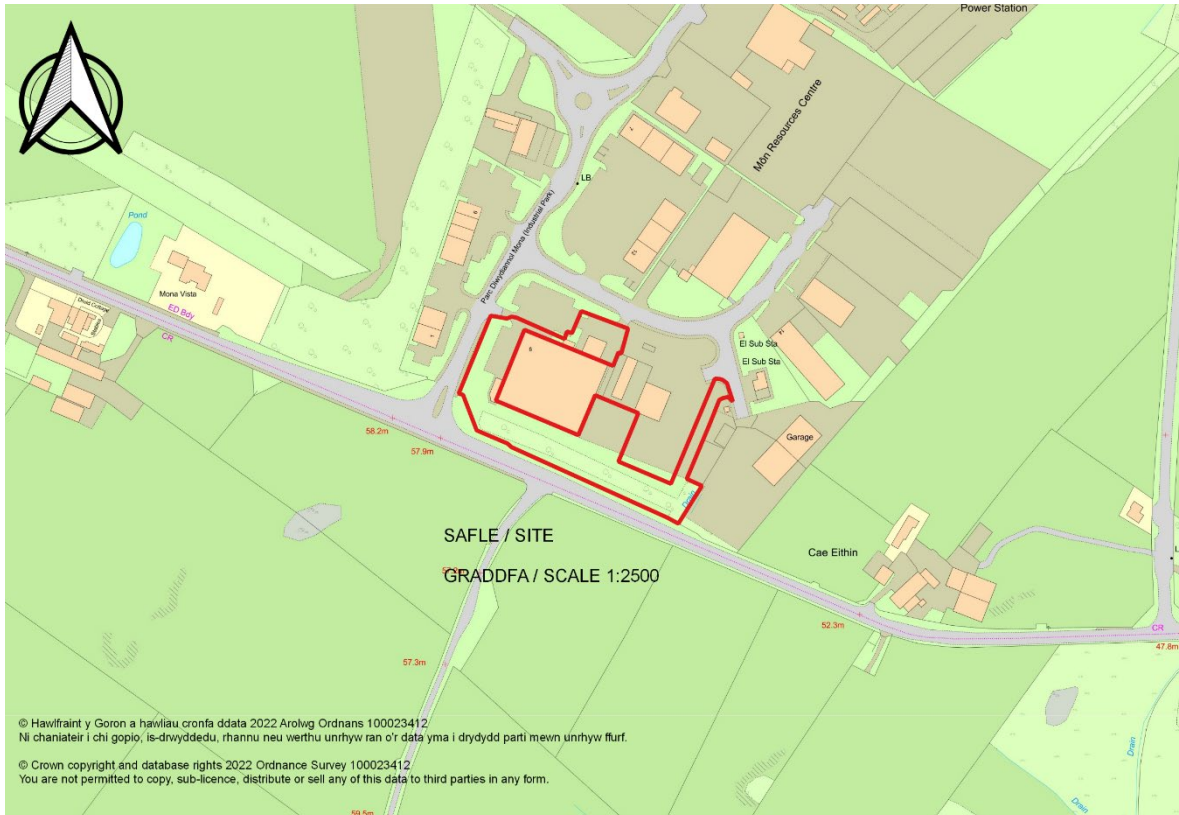 Power Station
Môn Resources Centre
LB
Parc Diwydiannol Mona (Industrial Park)
Pond
Mona Vista
ED Bdy
CR
El Sub Sta
El Sub Sta
Garage
58.2m
57.9m
Drain
SAFLE / SITE
GRADDFA / SCALE 1:2500
Cae Eithin
52.3m
CR
47.8m
57.3m
Drain
Drain
59.5m
© Hawlfraint y Goron a hawliau cronfa ddata 2022 Arolwg Ordnans 100023412
Ni chaniateir i chi gopio, is-drwyddedu, rhannu neu werthu unrhyw ran o'r data yma i drydydd parti mewn unrhyw ffurf.
© Crown copyright and database rights 2022 Ordnance Survey 100023412
You are not permitted to copy, sub-licence, distribute or sell any of this data to third parties in any form.